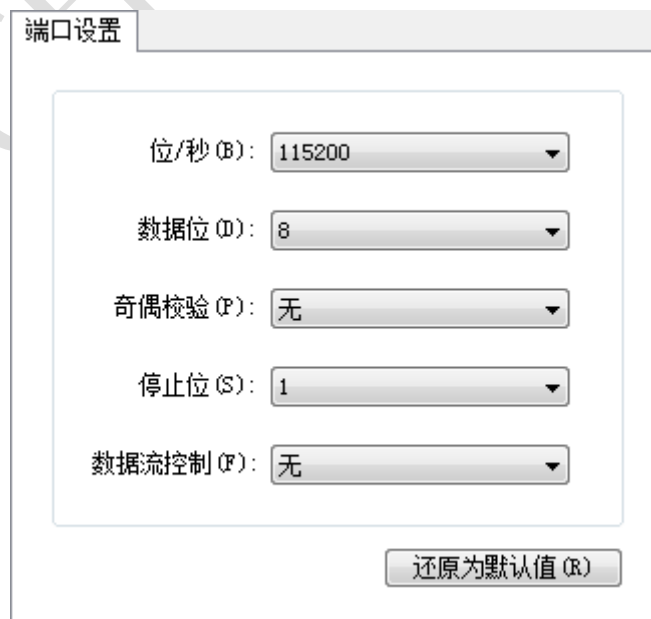 端口设置
位/秒(B): 115200
数据位(D): 8
奇偶校验(P): 无
停止位(S): 1
数据流控制(F): 无
还原为默认值(R)